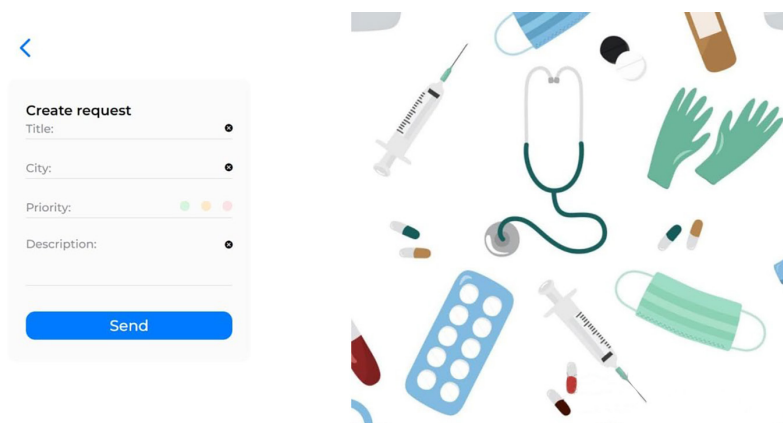 Create request
Title:
City:
Priority:
Description:
Send